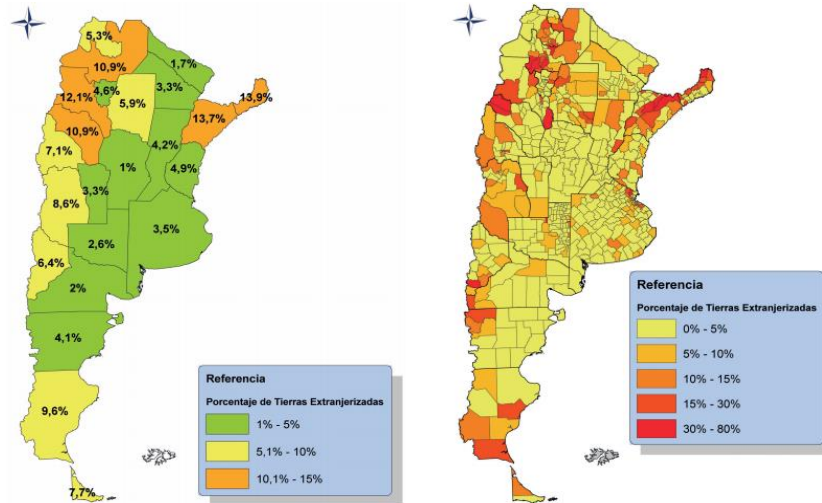 5,3%
1,7%
10,9%
3,3%
4,6%
12,1%
5,9%
13,9%
13,7%
10,9%
4,2%
7,1%
1%
4,9%
3,3%
8,6%
3,5%
2,6%
6,4%
2%
4,1%
9,6%
7,7%
Referencia
Porcentaje de Tierras Extranjerizadas
1% - 5%
5,1% - 10%
10,1% - 15%
Referencia
Porcentaje de Tierras Extranjerizadas
0% - 5%
5% - 10%
10% - 15%
15% - 30%
30% - 80%